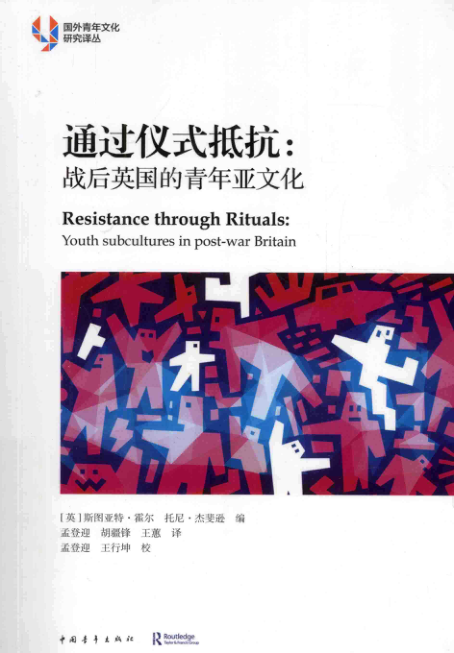 国外青年文化
研究译丛
通过仪式抵抗：
战后英国的青年亚文化
Resistance through Rituals:
Youth subcultures in post-war Britain
[英]斯图亚特·霍尔 托尼·杰斐逊 编
孟登迎 胡疆锋 王蕙 译
孟登迎 王行坤 校
中国青年出版社
Routledge
Taylor & Francis Group